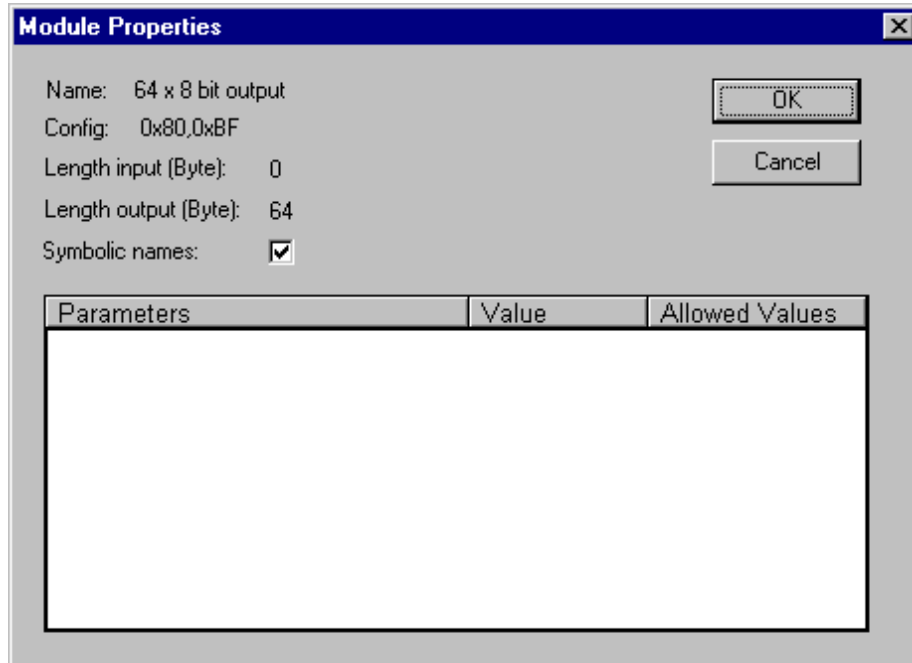 Module Properties
Name: 64 x 8 bit output
OK
Config: 0x80,0xBF
Length input (Byte): 0
Cancel
Length output (Byte): 64
Symbolic names:
Parameters Value Allowed Values